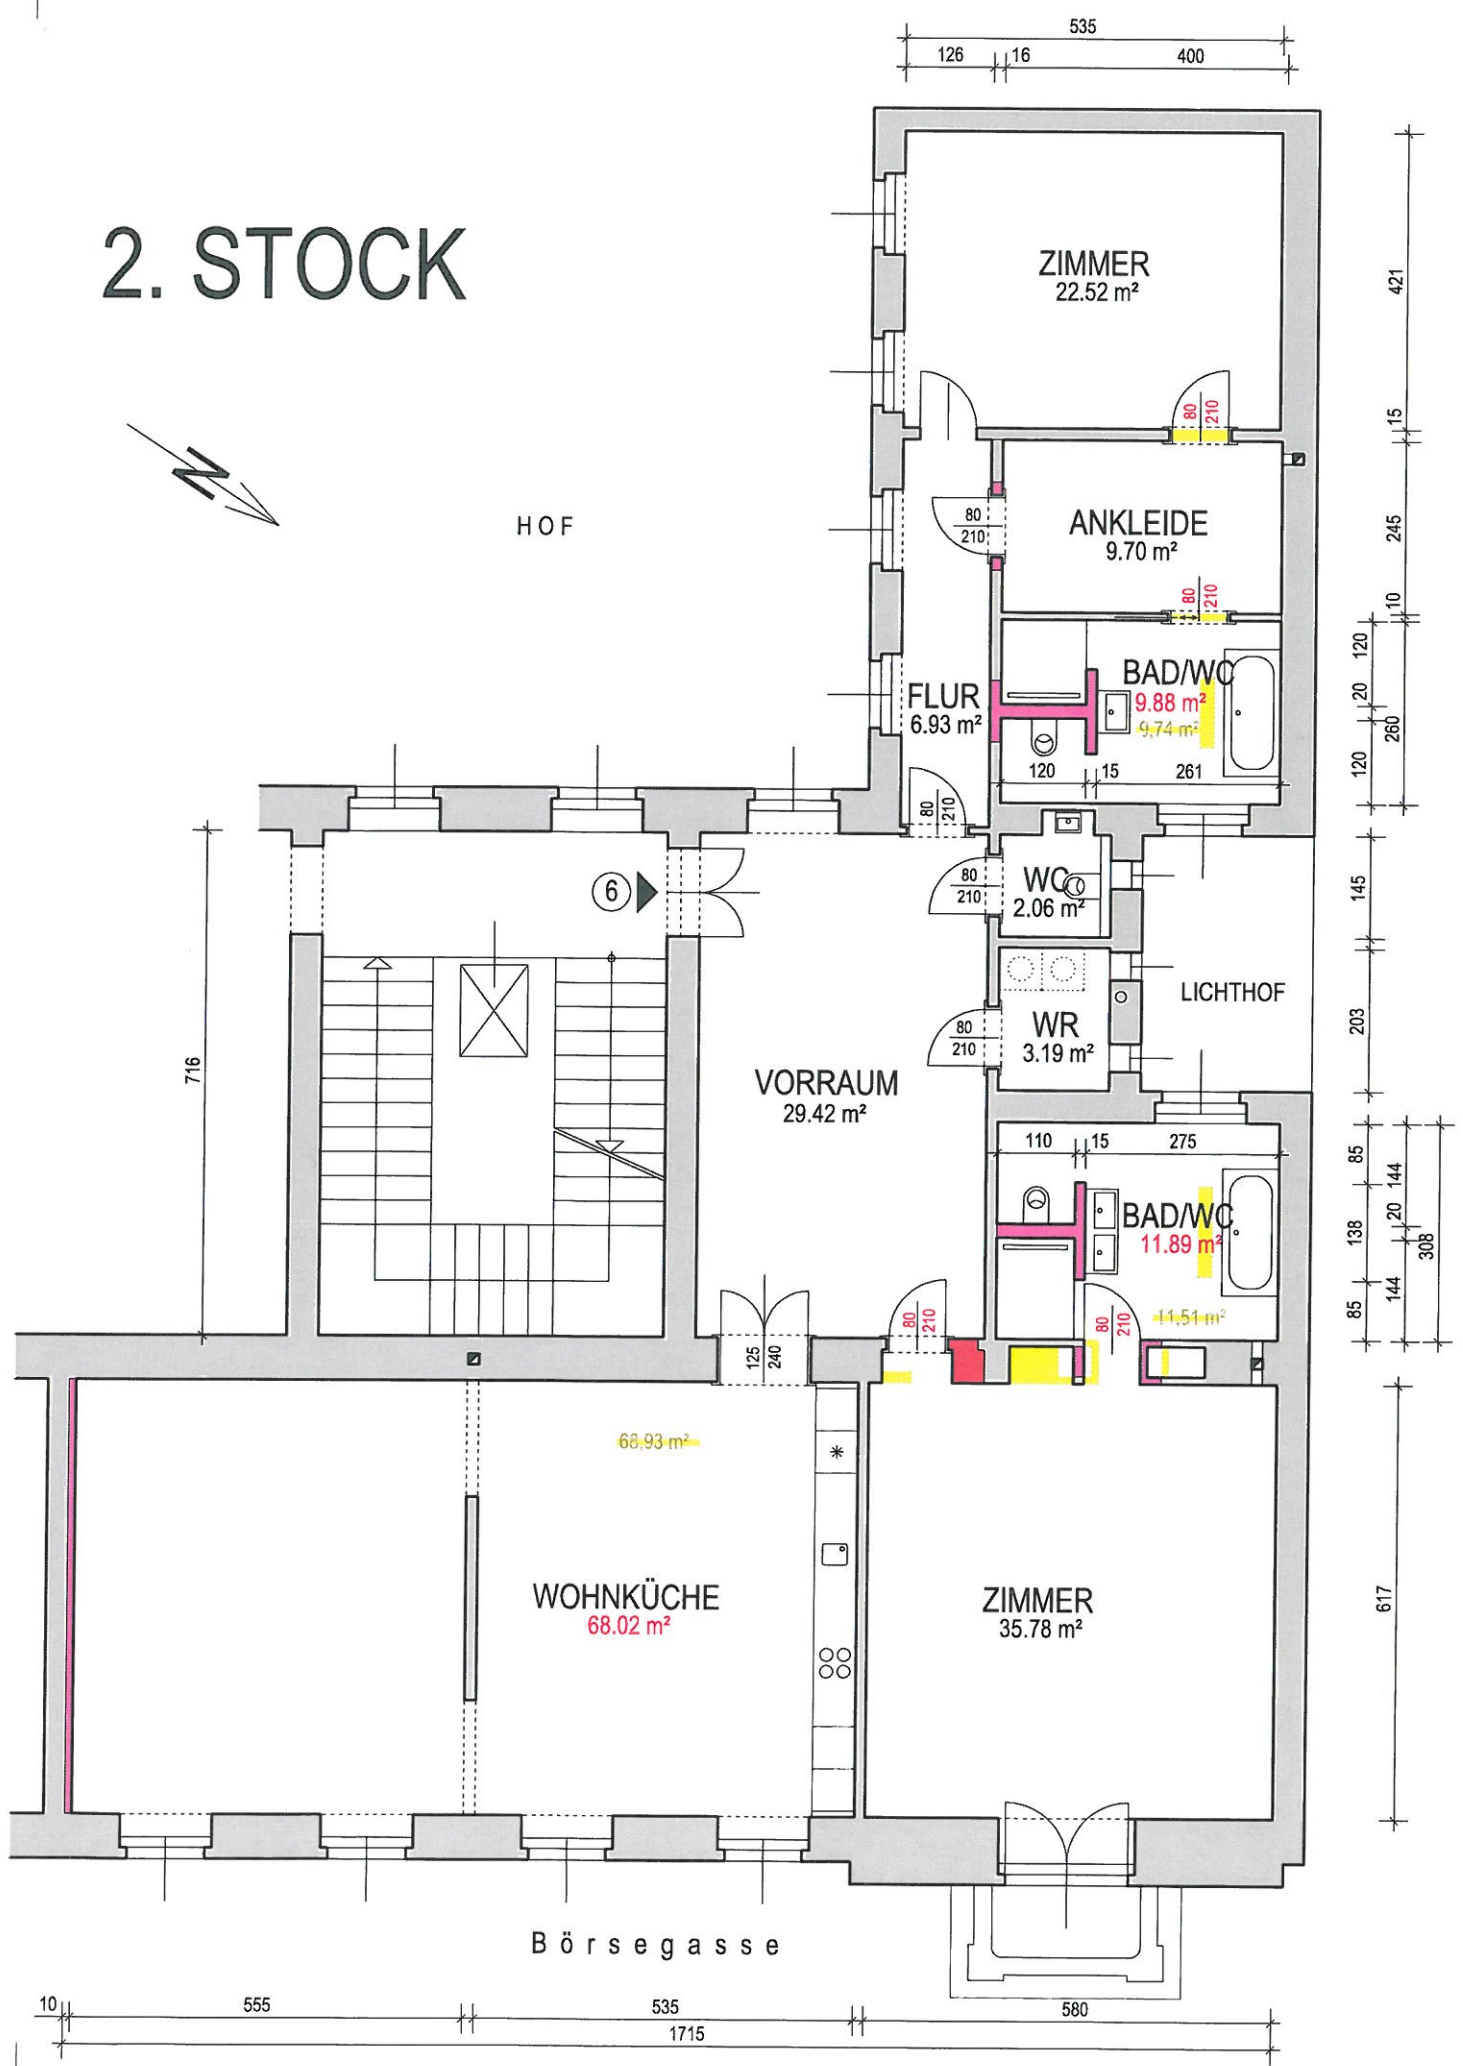 535
126
16
400
2. STOCK
ZIMMER
22.52 m²
421
80
210
15
N
HOF
80
210
ANKLEIDE
9.70 m²
245
80
210
10
120
BAD/WC
9.88 m²
9,74 m²
FLUR
6.93 m²
20
260
120
15
261
120
80
210
6
80
210
WC
2.06 m²
145
LICHTHOF
80
210
WR
3.19 m²
203
716
VORRAUM
29.42 m²
110
15
275
85
144
BAD/WC
11.89 m²
138
20
308
11,51 m²
80
210
80
210
85
144
125
240
68,93 m²
WOHNKÜCHE
68.02 m²
ZIMMER
35.78 m²
617
Börsegasse
10
555
535
580
1715